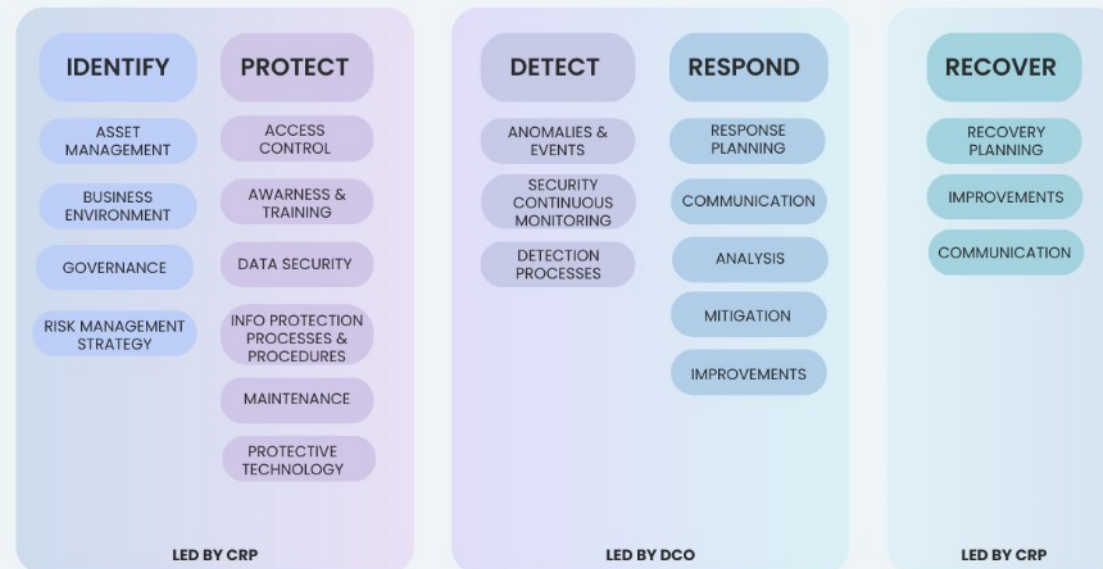 IDENTIFY
ASSET
MANAGEMENT
BUSINESS
ENVIRONMENT
GOVERNANCE
RISK MANAGEMENT
STRATEGY
PROTECT
ACCESS
CONTROL
AWARNESS &
TRAINING
DATA SECURITY
INFO PROTECTION
PROCESSES &
PROCEDURES
MAINTENANCE
PROTECTIVE
TECHNOLOGY
LED BY CRP
DETECT
ANOMALIES &
EVENTS
SECURITY
CONTINUOUS
MONITORING
DETECTION
PROCESSES
RESPOND
RESPONSE
PLANNING
COMMUNICATION
ANALYSIS
MITIGATION
IMPROVEMENTS
LED BY DCO
RECOVER
RECOVERY
PLANNING
IMPROVEMENTS
COMMUNICATION
LED BY CRP